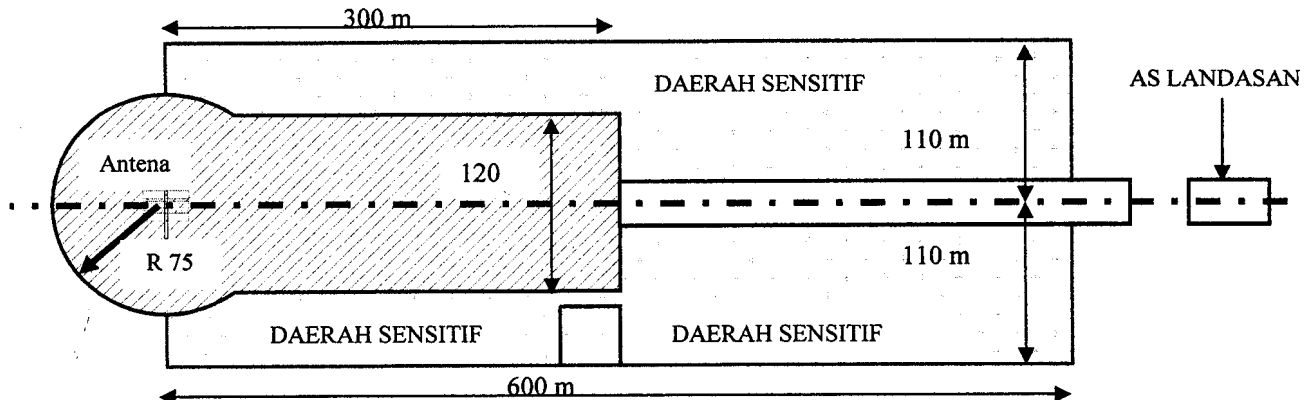 300 m
DAERAH SENSITIF
AS LANDASAN
110 m
Antena
120
R 75
110 m
DAERAH SENSITIF
DAERAH SENSITIF
600 m